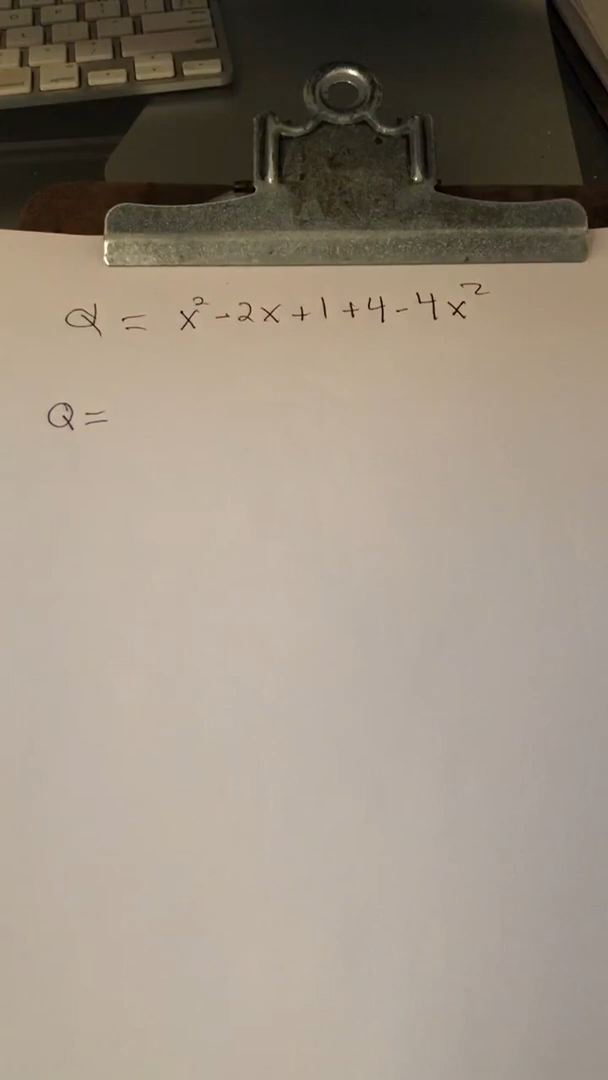 Q = x² - 2x + 1 + 4 - 4x²
Q =